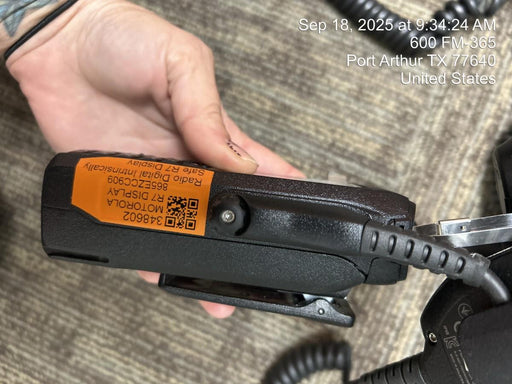 Sep 18, 2025 at 9:34:24 AM
600 FM-365
Port Arthur TX 77640
United States
348602
MOTOROLA
R7 DISPLAY
865EZCC909
Radio Digital Intrinsically
Safe R7 Display